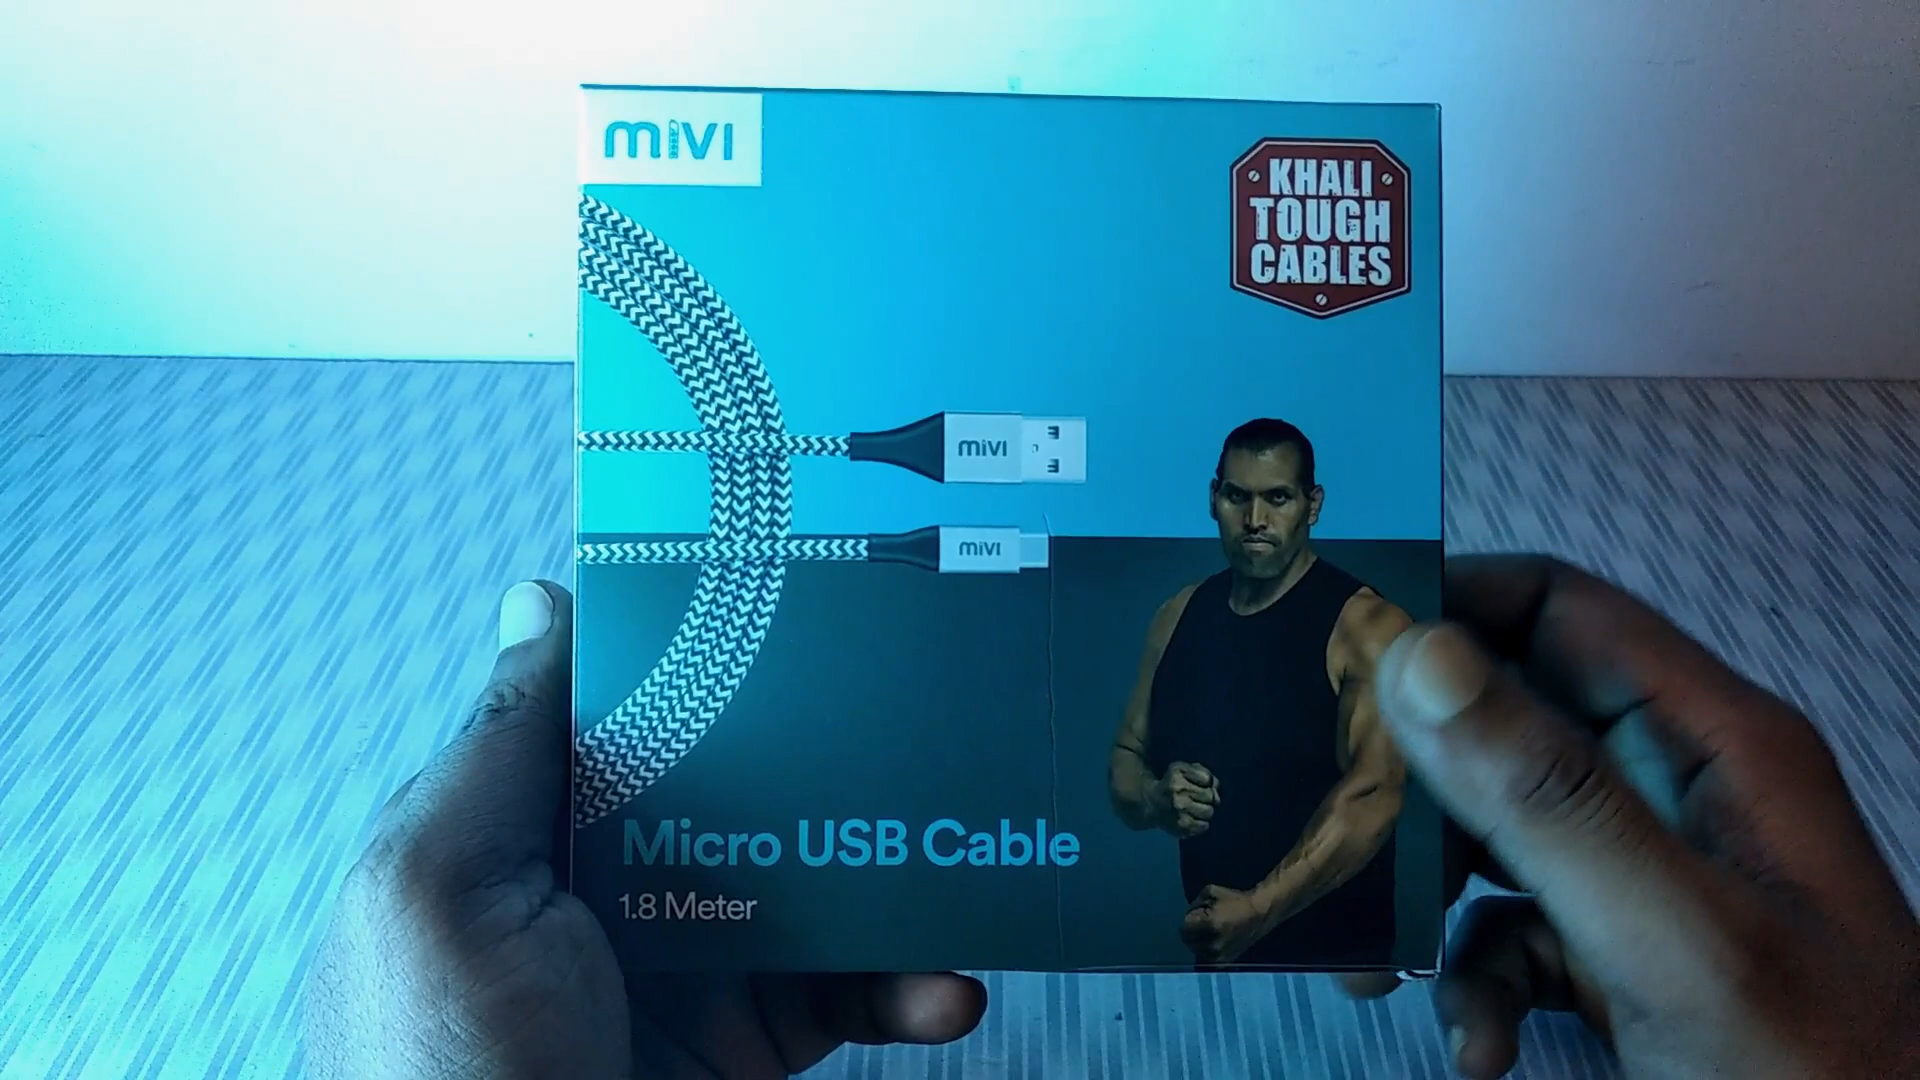 mivi
KHALI
TOUGH
CABLES
mivi
mivi
Micro USB Cable
1.8 Meter